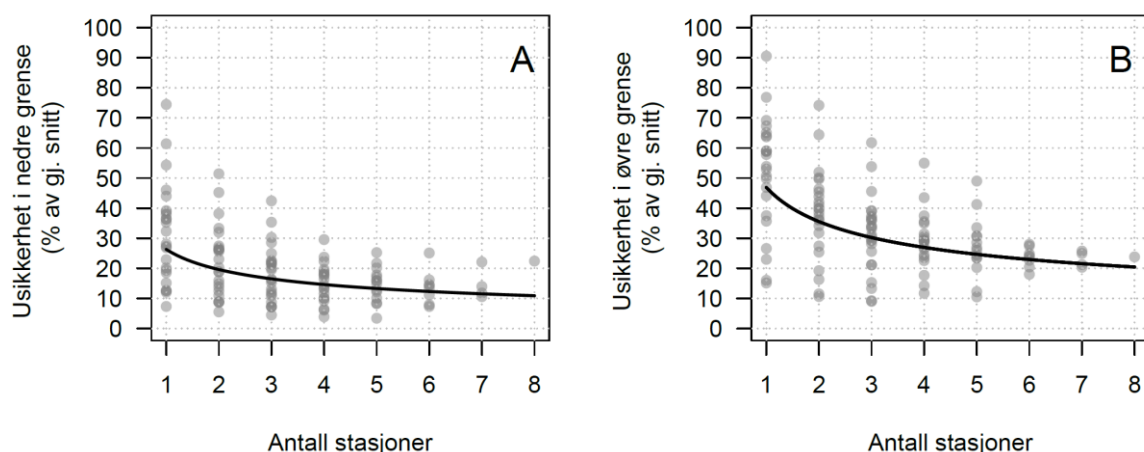 Usikkerhet i nedre grense
(% av gj. snitt)
100
90
80
70
60
50
40
30
20
10
0
A
1 2 3 4 5 6 7 8
Antall stasjoner
Usikkerhet i øvre grense
(% av gj. snitt)
100
90
80
70
60
50
40
30
20
10
0
B
1 2 3 4 5 6 7 8
Antall stasjoner